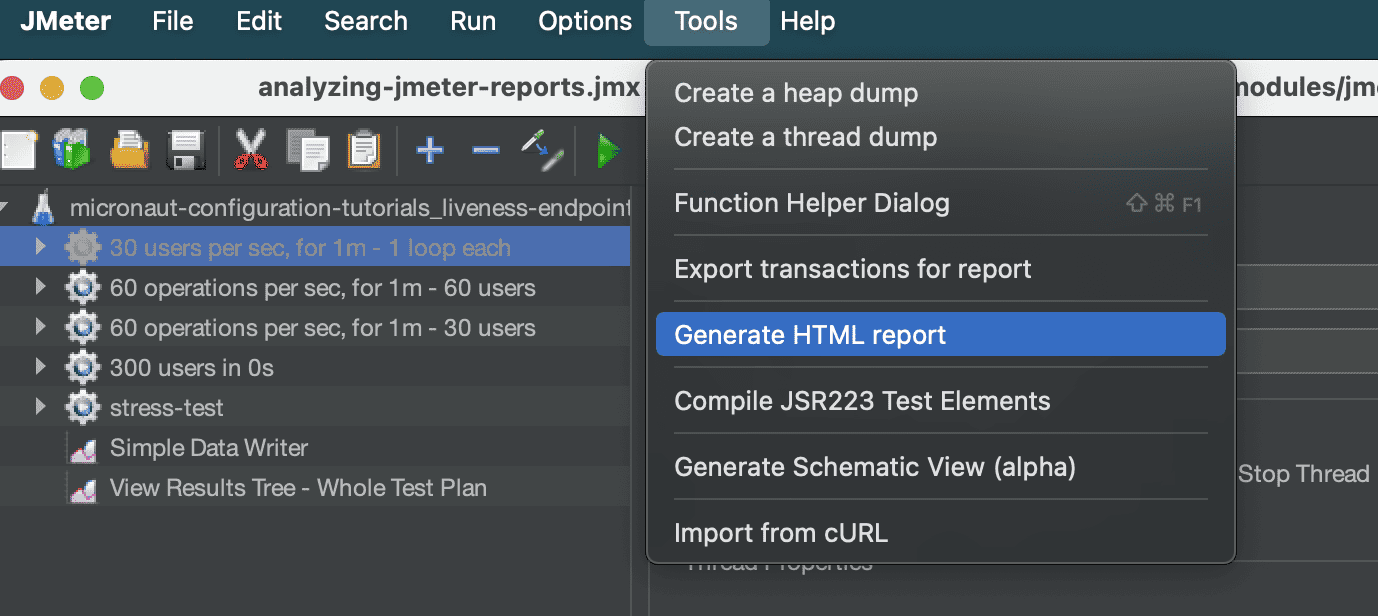 JMeter File Edit Search Run Options Tools Help
analyzing-jmeter-reports.jmx
Create a heap dump
Create a thread dump
Function Helper Dialog ⇧⌘F1
Export transactions for report
Generate HTML report
Compile JSR223 Test Elements
Generate Schematic View (alpha)
Import from cURL
micronaut-configuration-tutorials_liveness-endpoint
30 users per sec, for 1m - 1 loop each
60 operations per sec, for 1m - 60 users
60 operations per sec, for 1m - 30 users
300 users in 0s
stress-test
Simple Data Writer
View Results Tree - Whole Test Plan
Stop Thread
Thread Properties